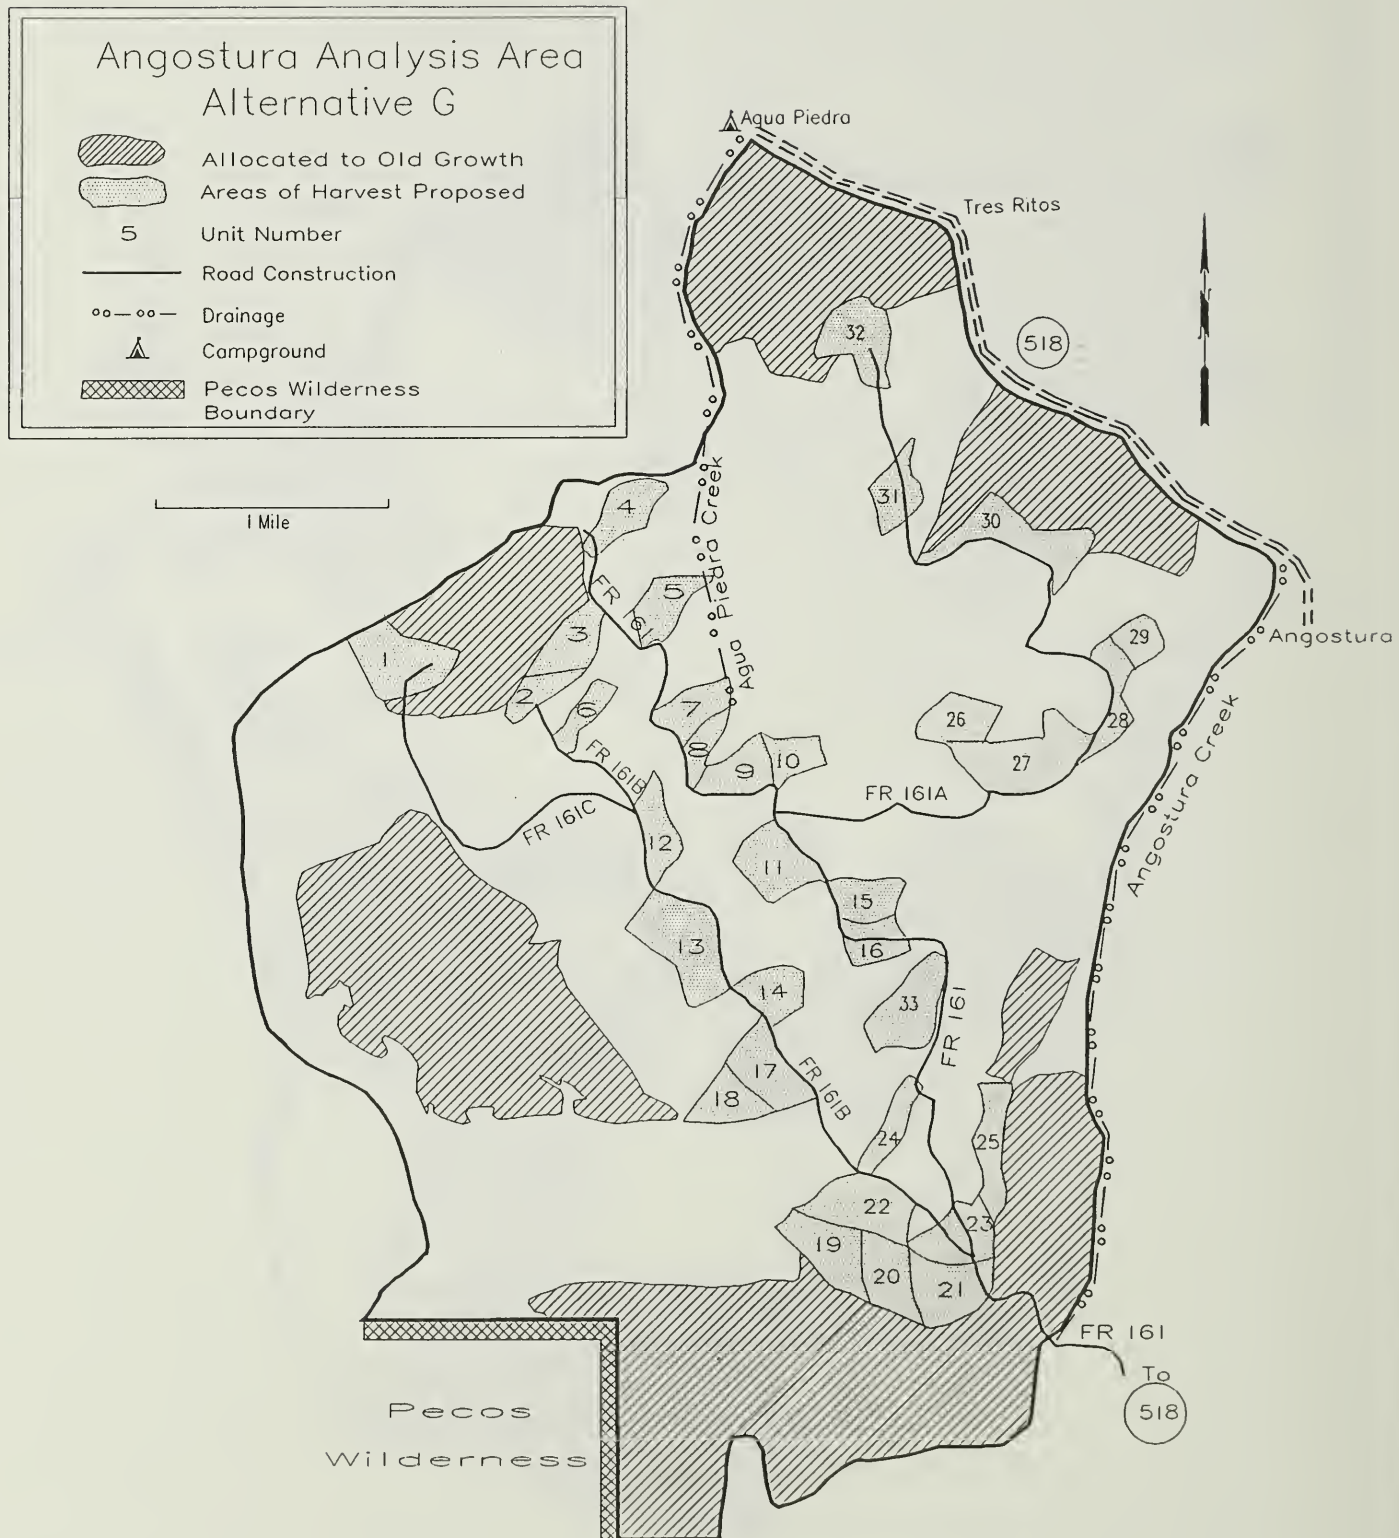 Angostura Analysis Area
Alternative G
Allocated to Old Growth
Areas of Harvest Proposed
5 Unit Number
Road Construction
Drainage
Campground
Pecos Wilderness
Boundary
1 Mile
Agua Piedra
Tres Ritos
518
N
32
31
30
4
Agua Piedra Creek
FR 161
5
3
1
2
6
7
8
9
10
29
28
26
27
Angostura
Angostura Creek
FR 161A
FR 161B
FR 161C
12
11
15
16
13
14
33
FR 161
17
18
FR 161B
24
25
22
23
19
20
21
FR 161
To
518
Pecos
Wilderness